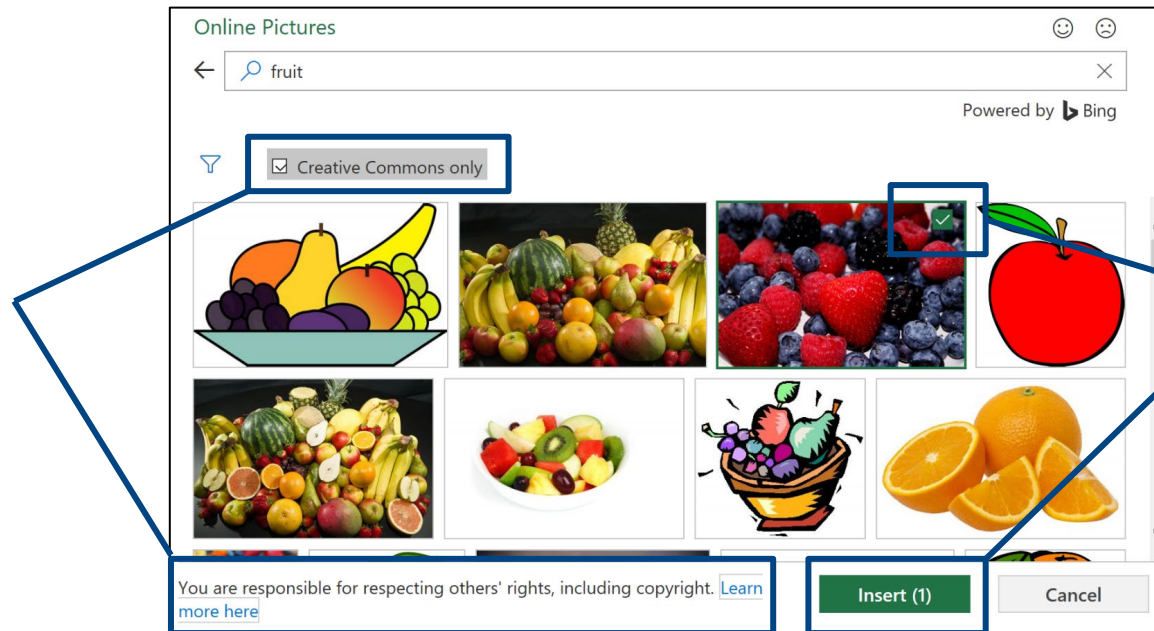 Online Pictures
fruit
Powered by Bing
Creative Commons only
You are responsible for respecting others' rights, including copyright. Learn
more here
Insert (1)
Cancel